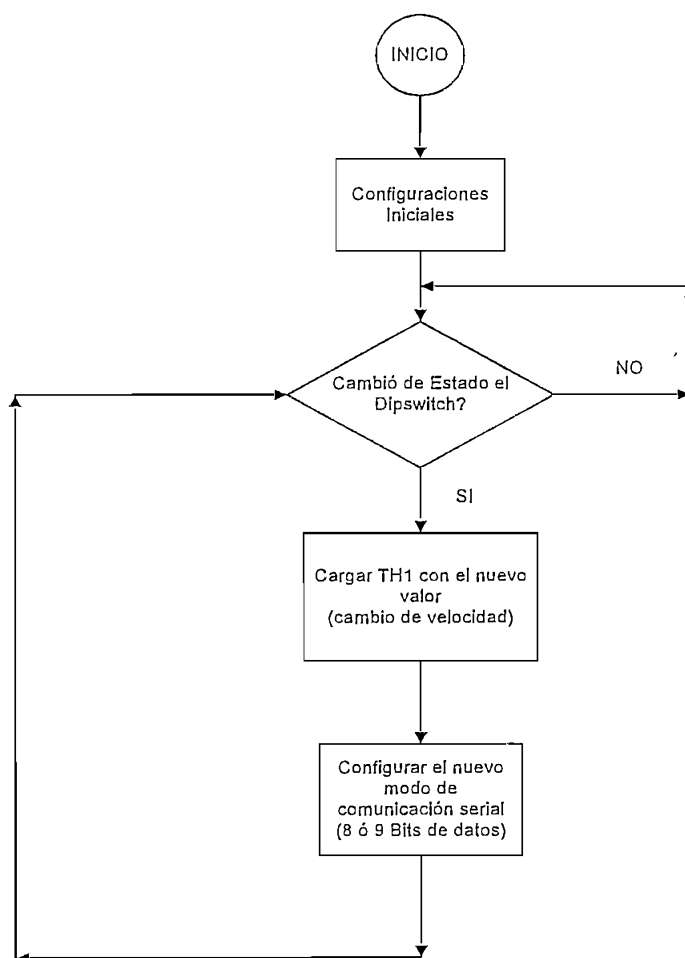 INICIO
Configuraciones
Iniciales
Cambió de Estado el
Dipswitch?
NO
SI
Cargar TH1 con el nuevo
valor
(cambio de velocidad)
Configurar el nuevo
modo de
comunicación serial
(8 ó 9 Bits de datos)